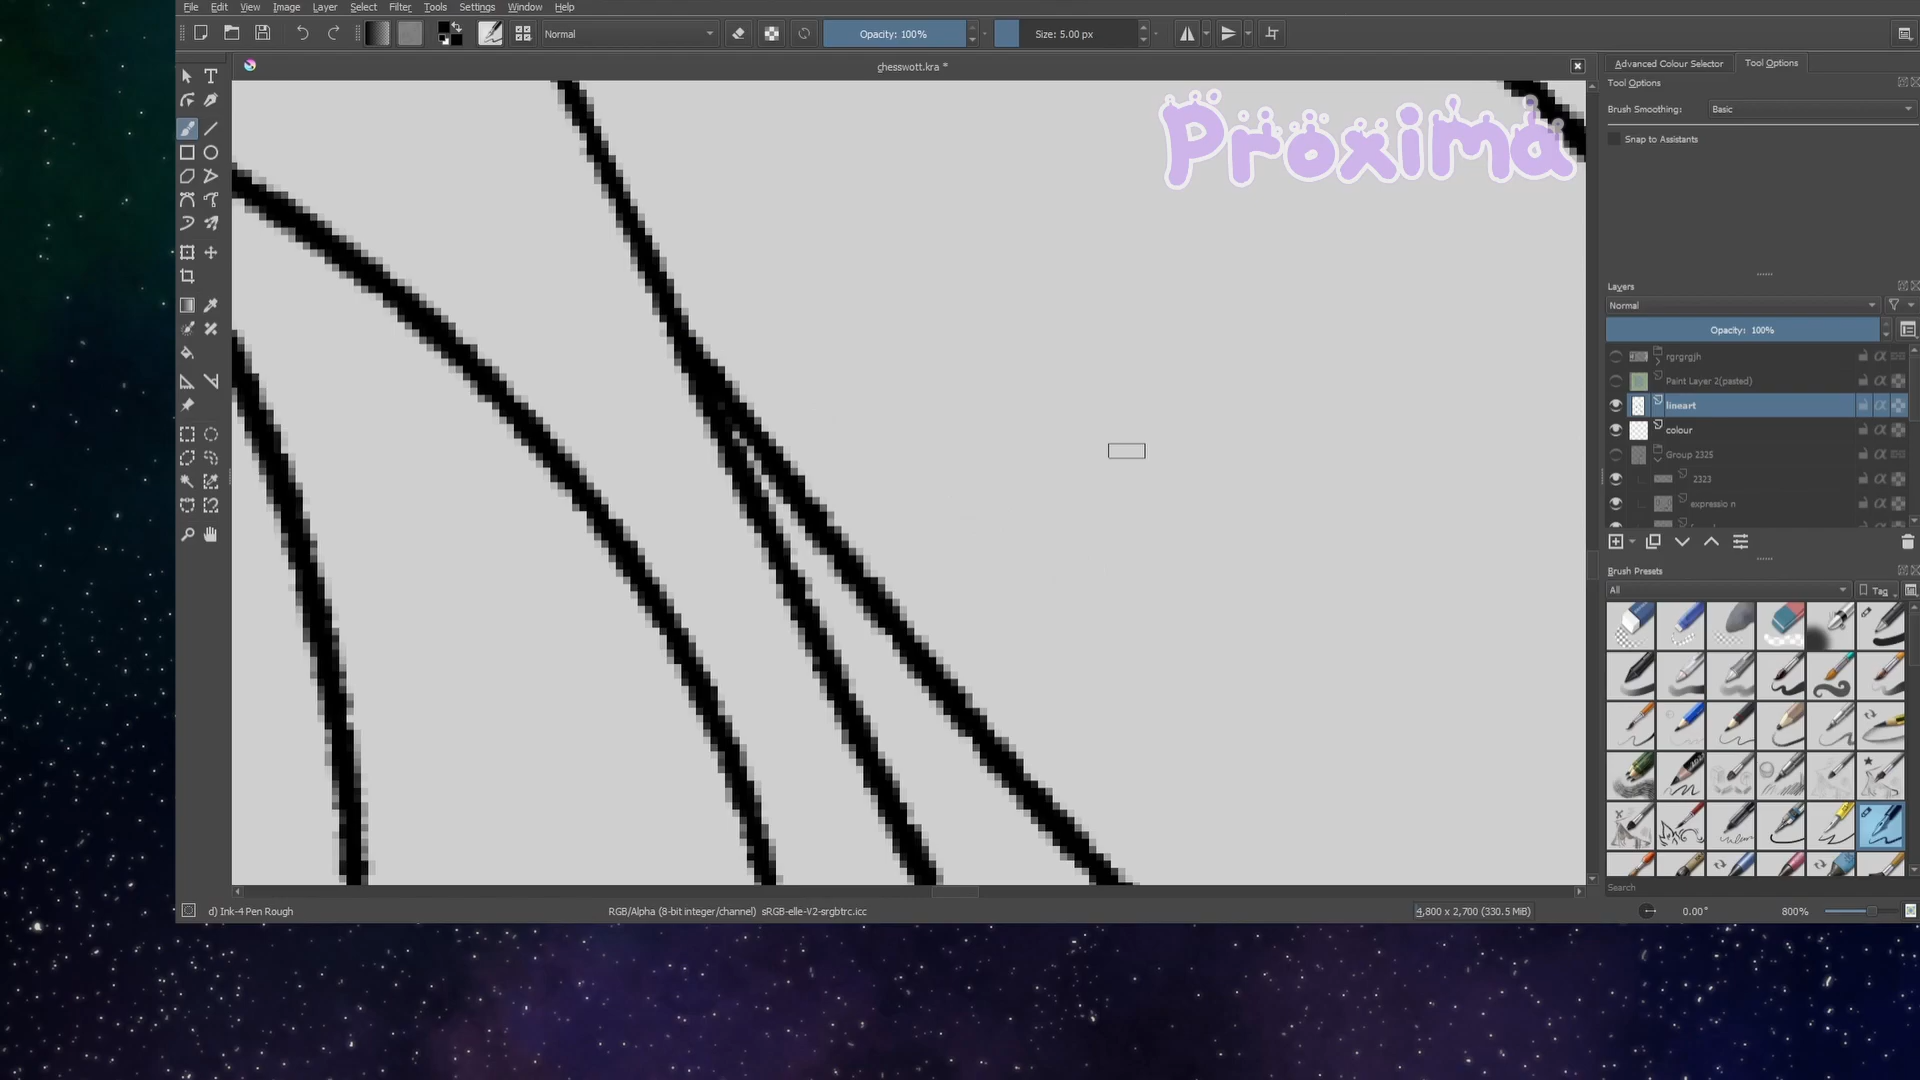 File Edit View Image Layer Select Filter Tools Settings Window Help
Normal Opacity: 100% Size: 5.00 px
chesswott.kra *
Advanced Colour Selector Tool Options
Tool Options
Brush Smoothing: Basic
Snap to Assistants
Proxima
Layers
Normal
Opacity: 100%
rgrgrgjh
Paint Layer 2(pasted)
lineart
colour
Group 2325
2323
expressio n
Brush Presets
All Tag
Search
d) Ink-4 Pen Rough RGB/Alpha (8-bit integer/channel) sRGB-elle-V2-srgbtrc.icc 4,800 x 2,700 (330.5 MiB) 0.00° 800%